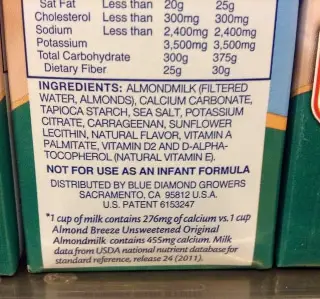 Sat Fat Less than 20g 25g
Cholesterol Less than 300mg 300mg
Sodium Less than 2,400mg 2,400mg
Potassium 3,500mg 3,500mg
Total Carbohydrate 300g 375g
Dietary Fiber 25g 30g
INGREDIENTS: ALMONDMILK (FILTERED
WATER, ALMONDS), CALCIUM CARBONATE,
TAPIOCA STARCH, SEA SALT, POTASSIUM
CITRATE, CARRAGEENAN, SUNFLOWER
LECITHIN, NATURAL FLAVOR, VITAMIN A
PALMITATE, VITAMIN D2 AND D-ALPHA-
TOCOPHEROL (NATURAL VITAMIN E).
NOT FOR USE AS AN INFANT FORMULA
DISTRIBUTED BY BLUE DIAMOND GROWERS
SACRAMENTO, CA 95812 U.S.A.
U.S. PATENT 6153247
*1 cup of milk contains 276mg of calcium vs. 1 cup
Almond Breeze Unsweetened Original
Almondmilk contains 455mg calcium. Milk
data from USDA national nutrient database for
standard reference, release 24 (2011).